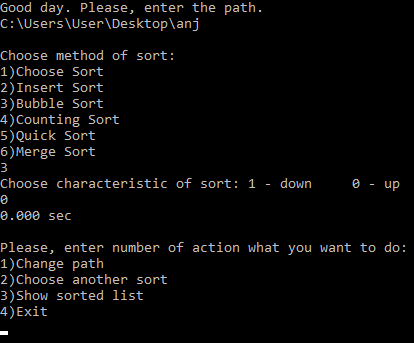 Good day. Please, enter the path.
C:\Users\User\Desktop\anj
Choose method of sort:
1)Choose Sort
2)Insert Sort
3)Bubble Sort
4)Counting Sort
5)Quick Sort
6)Merge Sort
3
Choose characteristic of sort: 1 - down     0 - up
0
0.000 sec
Please, enter number of action what you want to do:
1)Change path
2)Choose another sort
3)Show sorted list
4)Exit